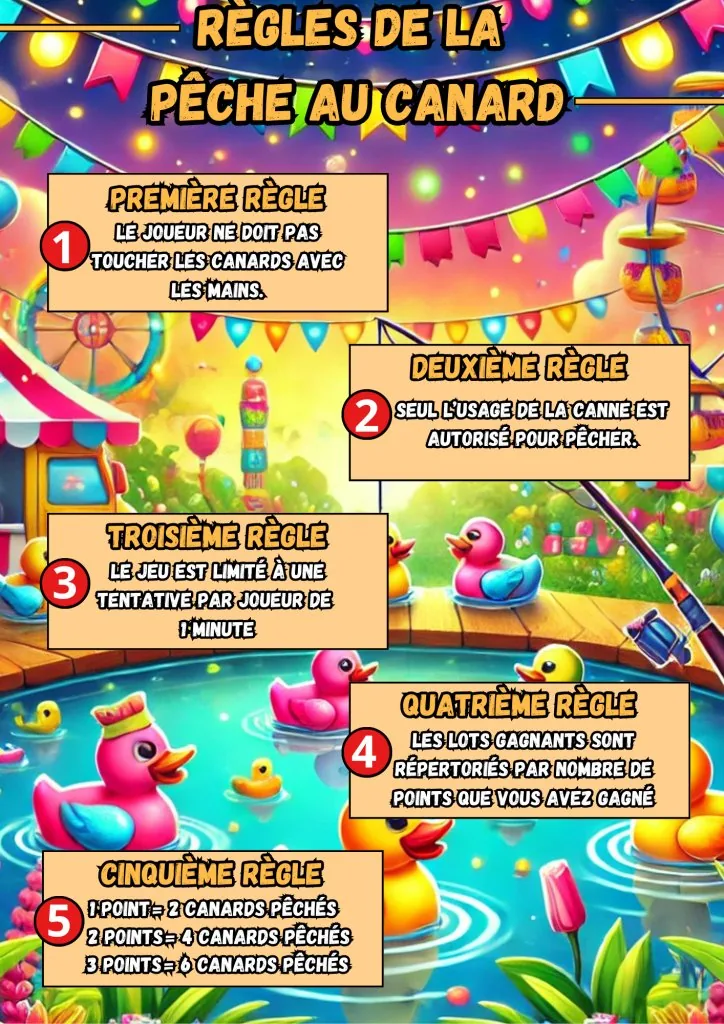 RÈGLES DE LA
PÊCHE AU CANARD
PREMIÈRE RÈGLE
1
LE JOUEUR NE DOIT PAS
TOUCHER LES CANARDS AVEC
LES MAINS.
DEUXIÈME RÈGLE
2
SEUL L'USAGE DE LA CANNE EST
AUTORISÉ POUR PÊCHER.
TROISIÈME RÈGLE
3
LE JEU EST LIMITÉ À UNE
TENTATIVE PAR JOUEUR DE
1 MINUTE
QUATRIÈME RÈGLE
4
LES LOTS GAGNANTS SONT
RÉPERTORIÉS PAR NOMBRE DE
POINTS QUE VOUS AVEZ GAGNÉ
CINQUIÈME RÈGLE
5
1 POINT= 2 CANARDS PÊCHÉS
2 POINTS= 4 CANARDS PÊCHÉS
3 POINTS= 6 CANARDS PÊCHÉS